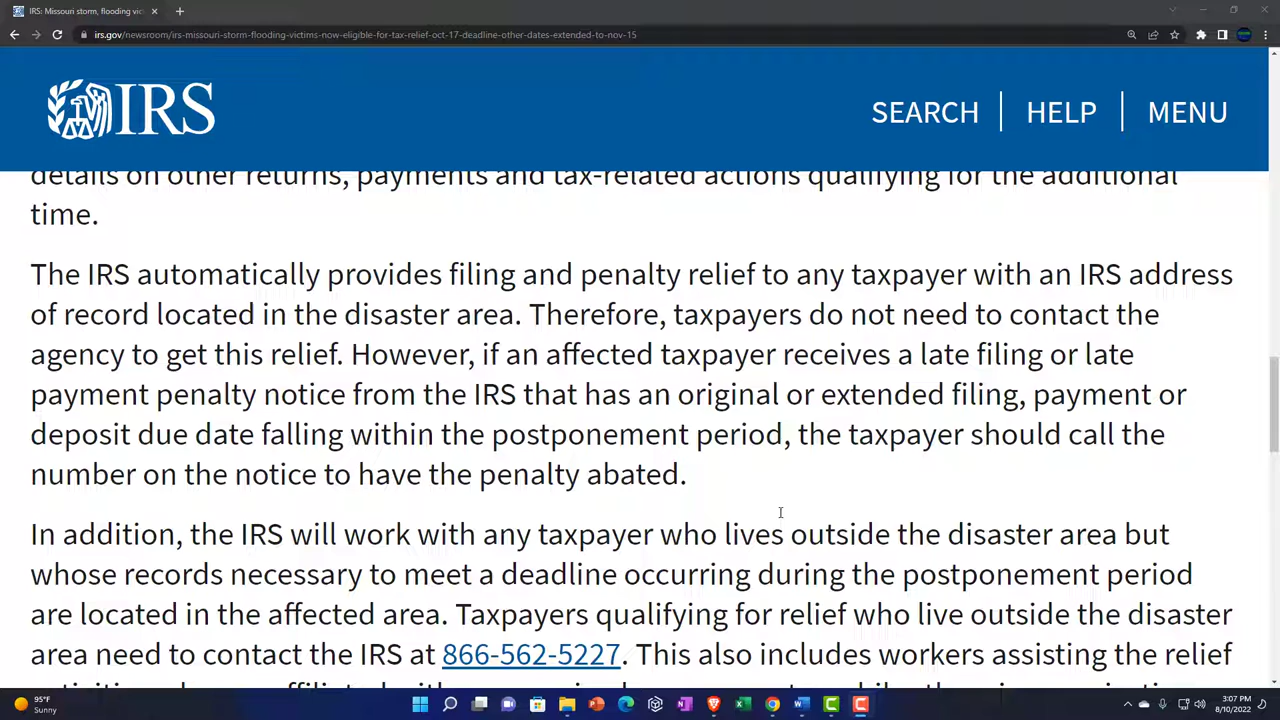 IRS: Missouri storm, flooding vic
irs.gov/newsroom/irs-missouri-storm-flooding-victims-now-eligible-for-tax-relief-oct-17-deadline-other-dates-extended-to-nov-15
IRS
SEARCH
HELP
MENU
details on other returns, payments and tax-related actions qualifying for the additional
time.
The IRS automatically provides filing and penalty relief to any taxpayer with an IRS address
of record located in the disaster area. Therefore, taxpayers do not need to contact the
agency to get this relief. However, if an affected taxpayer receives a late filing or late
payment penalty notice from the IRS that has an original or extended filing, payment or
deposit due date falling within the postponement period, the taxpayer should call the
number on the notice to have the penalty abated.
In addition, the IRS will work with any taxpayer who lives outside the disaster area but
whose records necessary to meet a deadline occurring during the postponement period
are located in the affected area. Taxpayers qualifying for relief who live outside the disaster
area need to contact the IRS at 866-562-5227. This also includes workers assisting the relief
95°F
Sunny
3:07 PM
8/10/2022